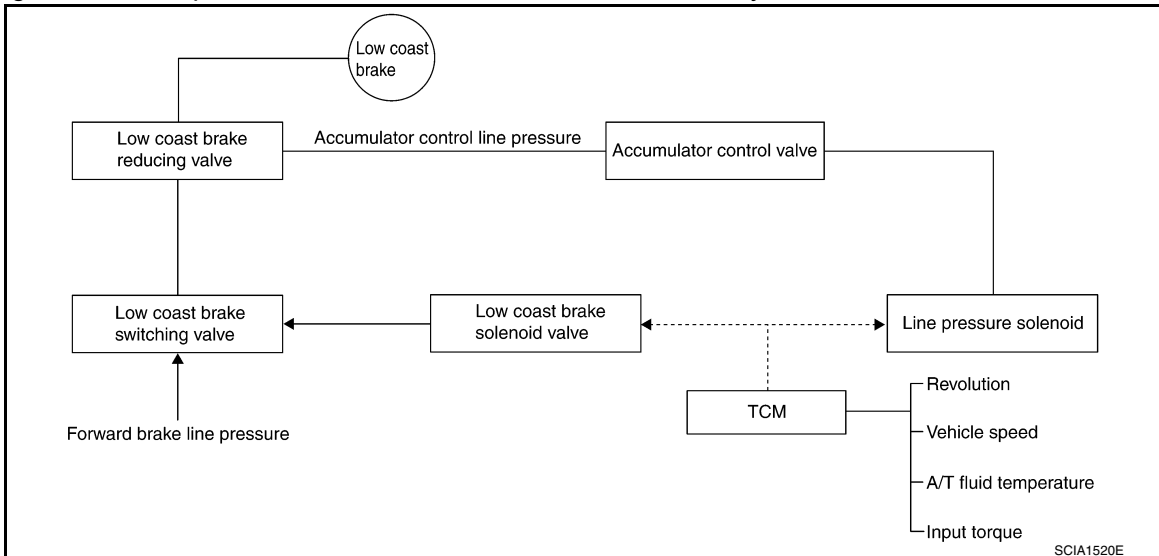 Low coast
brake
Low coast brake
reducing valve
Accumulator control line pressure
Accumulator control valve
Low coast brake
switching valve
Low coast brake
solenoid valve
Line pressure solenoid
TCM
Revolution
Vehicle speed
A/T fluid temperature
Input torque
Forward brake line pressure
SCIA1520E